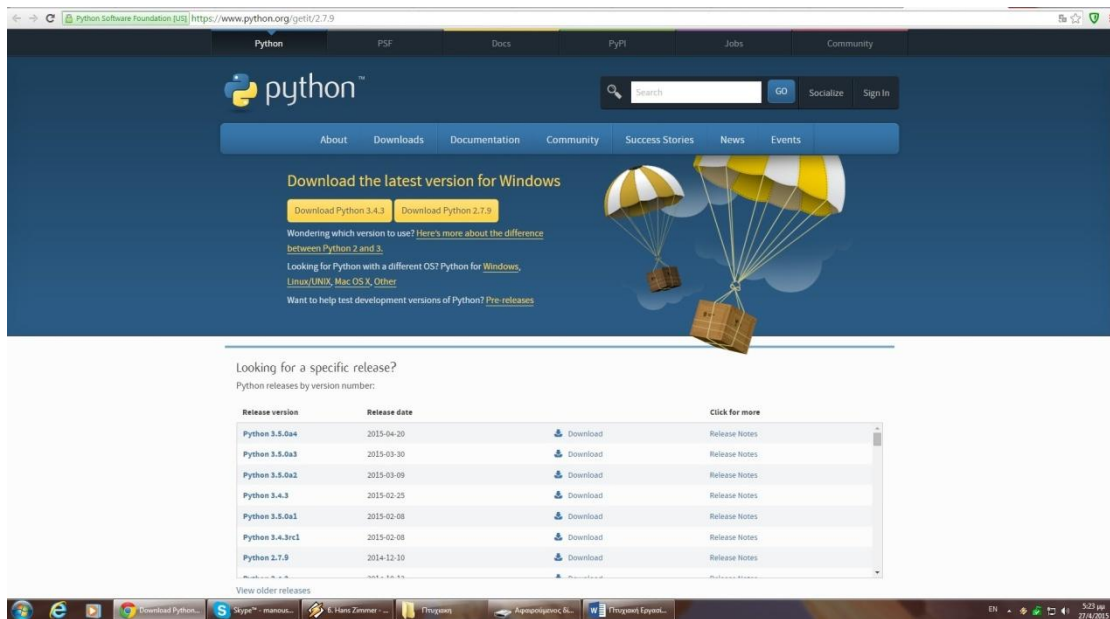 Python Software Foundation [US] https://www.python.org/getit/2.7.9
Python PSF Docs PyPI Jobs Community
python™
Search GO Socialize Sign In
About Downloads Documentation Community Success Stories News Events
Download the latest version for Windows
Download Python 3.4.3 Download Python 2.7.9
Wondering which version to use? Here's more about the difference
between Python 2 and 3.
Looking for Python with a different OS? Python for Windows,
Linux/UNIX, Mac OS X, Other
Want to help test development versions of Python? Pre-releases
Looking for a specific release?
Python releases by version number:
Release version Release date Click for more
Python 3.5.0a4 2015-04-20 Download Release Notes
Python 3.5.0a3 2015-03-30 Download Release Notes
Python 3.5.0a2 2015-03-09 Download Release Notes
Python 3.4.3 2015-02-25 Download Release Notes
Python 3.5.0a1 2015-02-08 Download Release Notes
Python 3.4.3rc1 2015-02-08 Download Release Notes
Python 2.7.9 2014-12-10 Download Release Notes
View older releases
Download Python... Skype™ - manous... 6. Hans Zimmer - ... Πτυχιακη Αφαιρούμενος δί... Πτυχιακή Εργασί... EN 5:23 μμ
27/4/2015